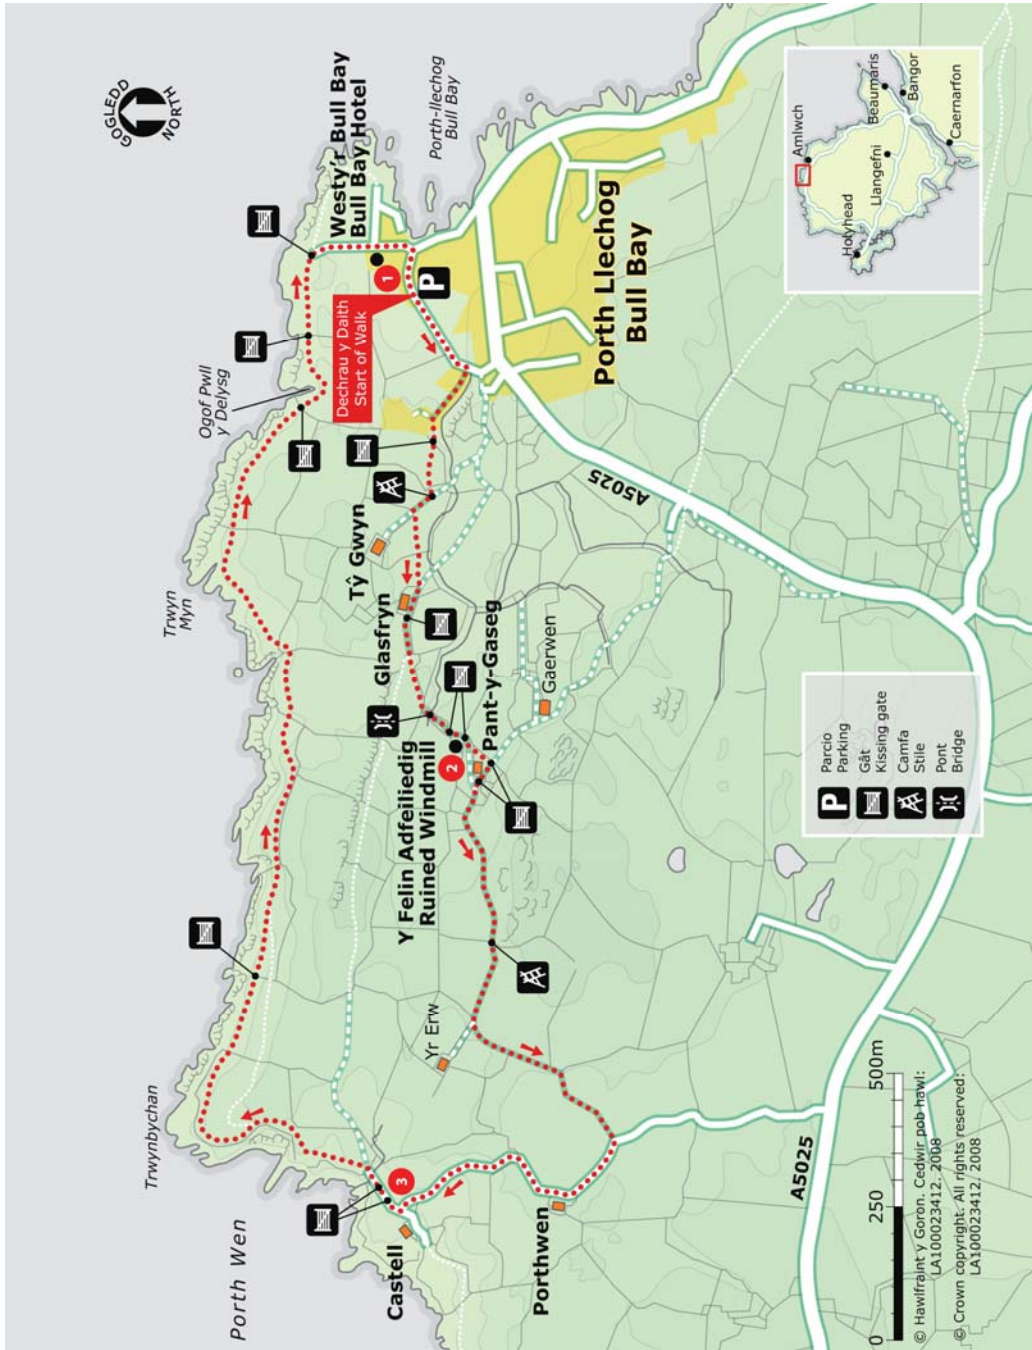 GOGLEDD
NORTH
Porth Wen
Trwynbychan
Trwyn
Myn
Ogof Pwll
y Delysg
Westy'r Bull Bay
Bull Bay Hotel
Porth-llechog
Bull Bay
1
Dechrau y Daith
Start of Walk
P
Castell
3
Porthwen
Yr Erw
Y Felin Adfeiliedig
Ruined Windmill
2
Pant-y-Gaseg
Glasfryn
Tŷ Gwyn
Gaerwen
Porth Llechog
Bull Bay
A5025
A5025
P
Parcio
Parking
Gât
Kissing gate
Camfa
Stile
Pont
Bridge
Holyhead
Amlwch
Llangefni
Beaumaris
Bangor
Caernarfon
0
250
500m
© Hawlfraint y Goron. Cedwir pob hawl:
LA100023412, 2008
© Crown copyright. All rights reserved:
LA100023412, 2008